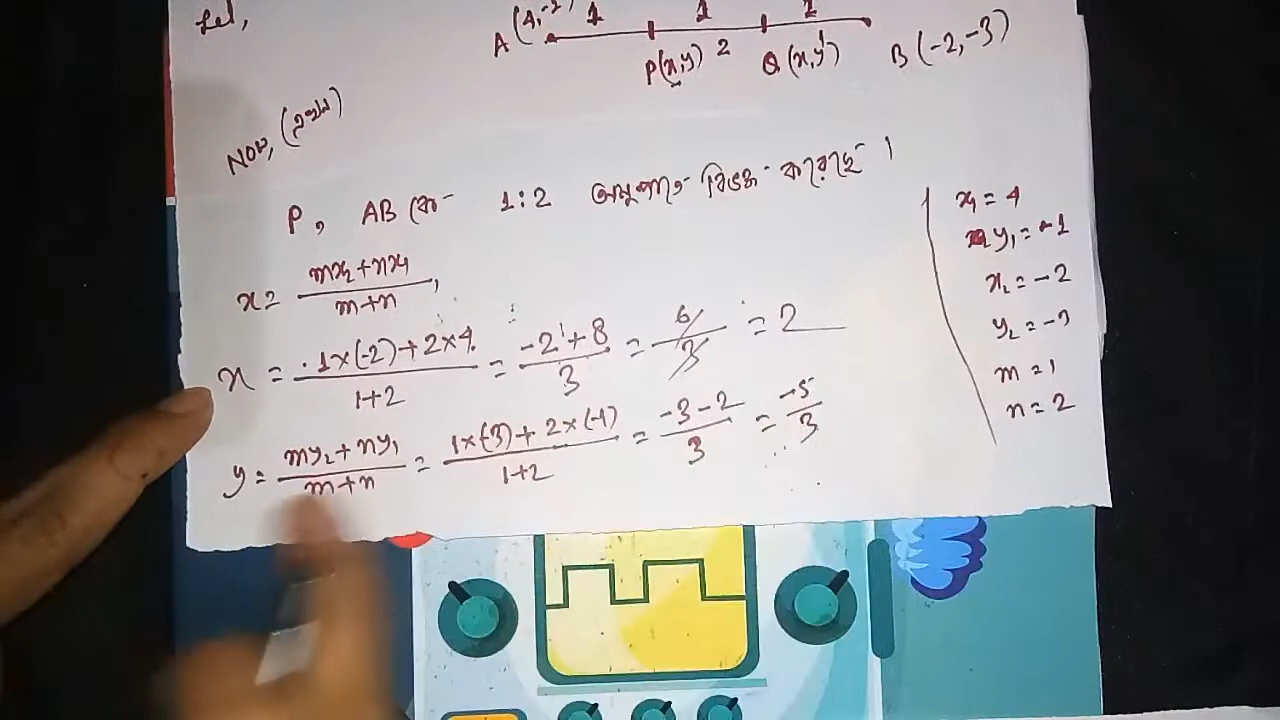 Let,
A (4,-1) 1 1 1
P(x,y) 2 Q(x,y') B (-2,-3)
Now, (এখন)
P, AB কে 1:2 অনুপাতে বিভক্ত করেছে।
x = (mx₂+nx₁)/(m+n),
x = (1×(-2)+2×4)/(1+2) = (-2+8)/3 = 6/3 = 2
y = (my₂+ny₁)/(m+n) = (1×(-3)+2×(-1))/(1+2) = (-3-2)/3 = -5/3
x₁ = 4
y₁ = -1
x₂ = -2
y₂ = -3
m = 1
n = 2